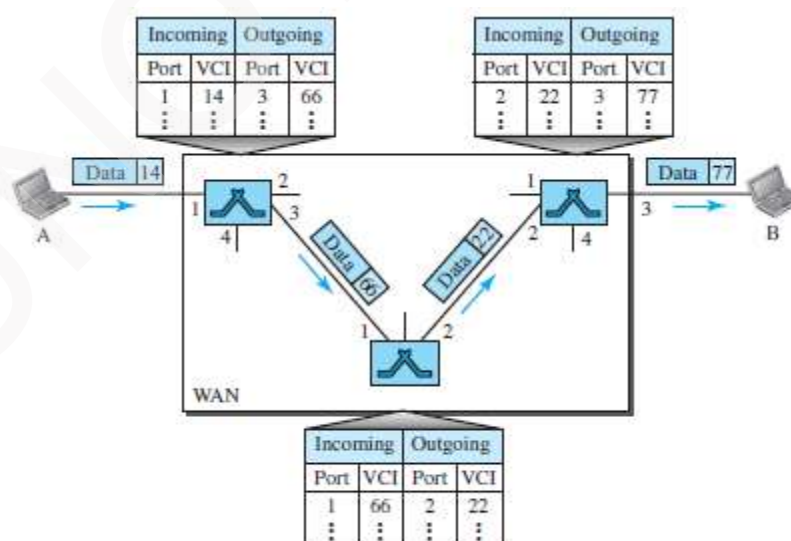 Incoming Outgoing
Port VCI Port VCI
1 14 3 66
⋮ ⋮ ⋮ ⋮
Incoming Outgoing
Port VCI Port VCI
2 22 3 77
⋮ ⋮ ⋮ ⋮
Data 14
A
1
2
3
4
Data 66
1
2
Data 22
1
2
4
3
Data 77
B
WAN
Incoming Outgoing
Port VCI Port VCI
1 66 2 22
⋮ ⋮ ⋮ ⋮